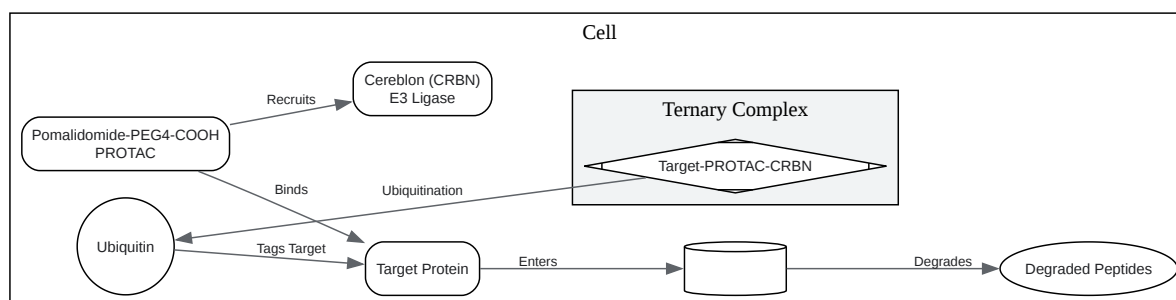 Cell
Cereblon (CRBN)
E3 Ligase
Recruits
Ternary Complex
Pomalidomide-PEG4-COOH
PROTAC
Target-PROTAC-CRBN
Binds
Ubiquitination
Ubiquitin
Tags Target
Target Protein
Enters
Degrades
Degraded Peptides